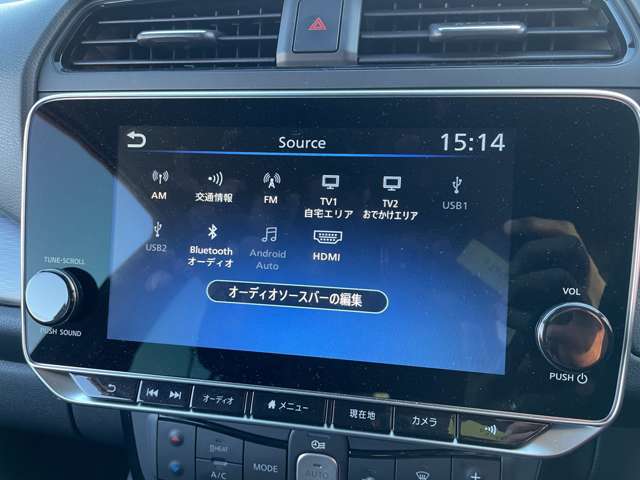 Source
15:14
AM
交通情報
FM
TV1
自宅エリア
TV2
おでかけエリア
USB1
USB2
Bluetooth
オーディオ
Android
Auto
HDMI
オーディオソースバーの編集
TUNE·SCROLL
PUSH SOUND
VOL
PUSH
オーディオ
メニュー
現在地
カメラ
HEAT
A/C
MODE
AUTO